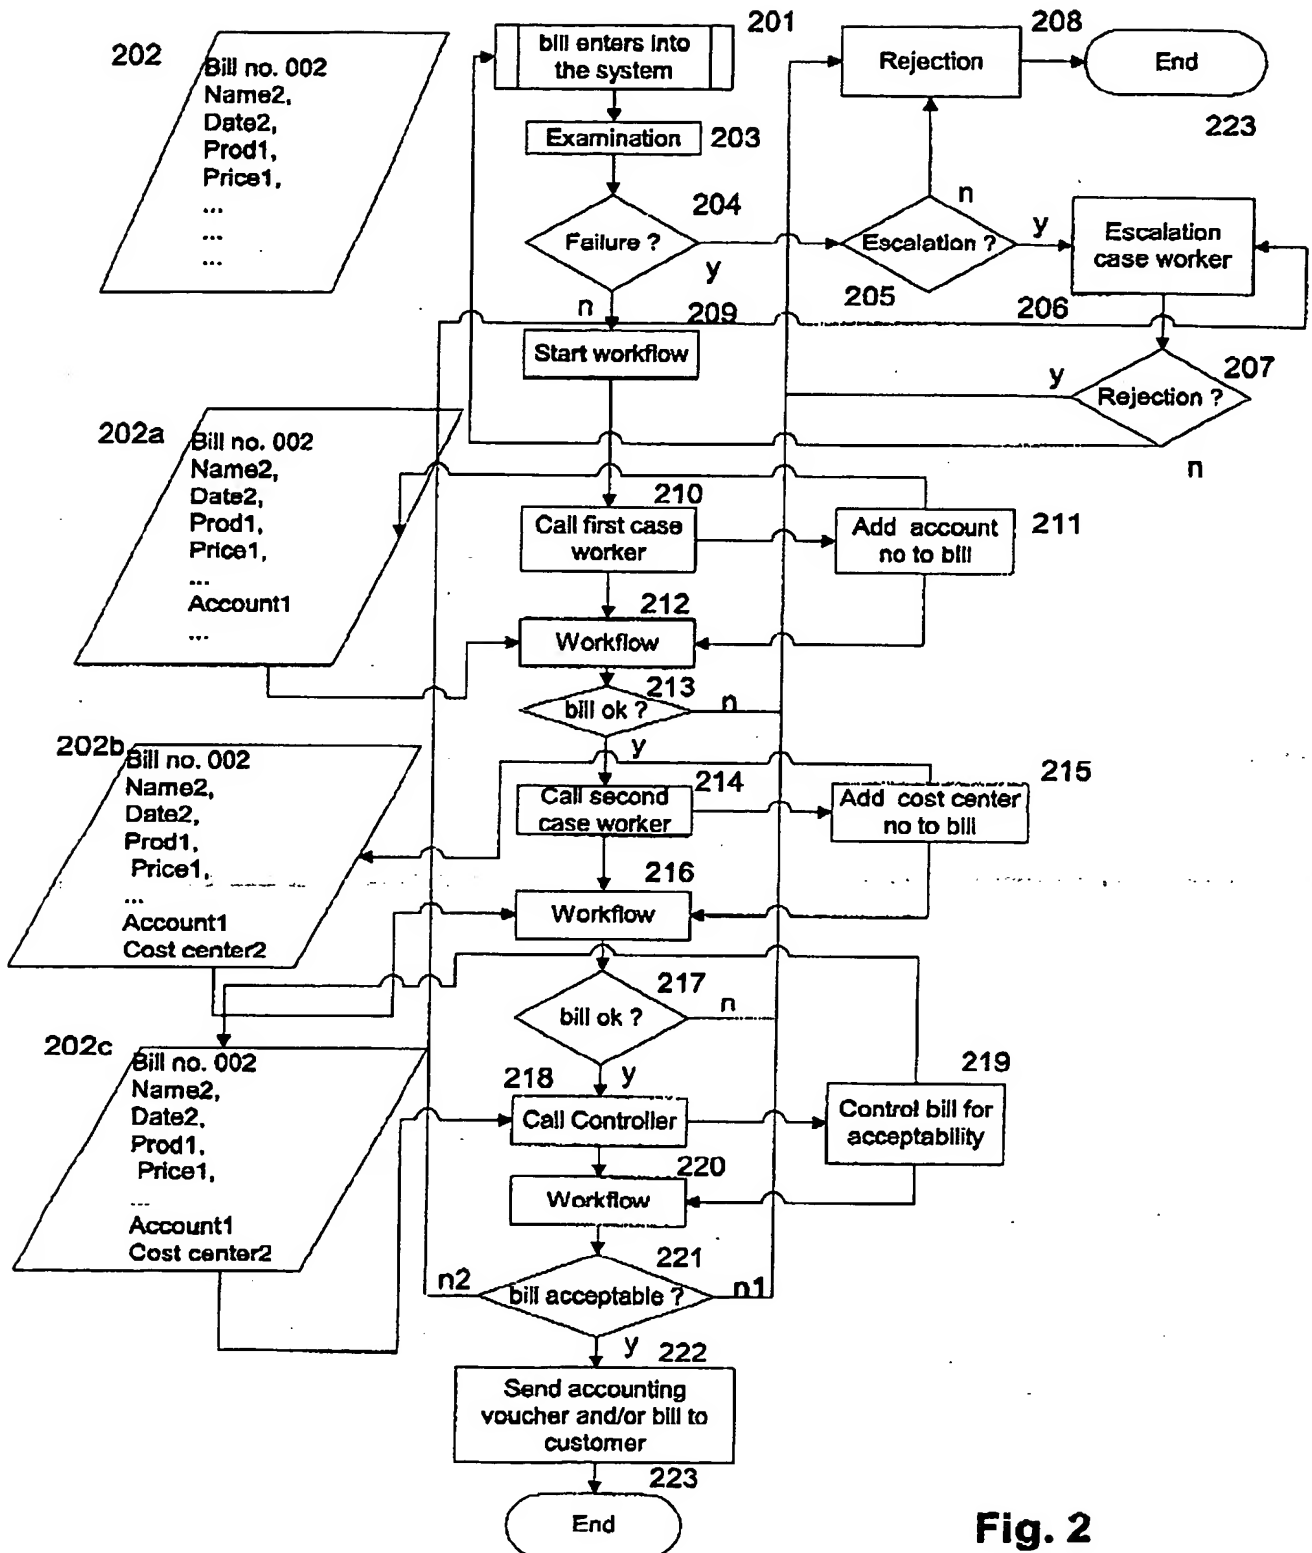 201
208
202
bill enters into
the system
Rejection
End
Bill no. 002
Name2,
Date2,
Prod1,
Price1,
...
...
...
Examination
203
223
204
n
Failure ?
y
Escalation ?
y
Escalation
case worker
205
206
n
209
Start workflow
y
207
Rejection ?
n
202a
Bill no. 002
Name2,
Date2,
Prod1,
Price1,
...
Account1
...
210
Call first case
worker
211
Add account
no to bill
212
Workflow
213
bill ok ?
n
y
202b
Bill no. 002
Name2,
Date2,
Prod1,
Price1,
...
Account1
Cost center2
214
Call second
case worker
215
Add cost center
no to bill
216
Workflow
217
bill ok ?
n
y
202c
Bill no. 002
Name2,
Date2,
Prod1,
Price1,
...
Account1
Cost center2
218
Call Controller
219
Control bill for
acceptability
220
Workflow
221
n2
bill acceptable ?
n1
y
222
Send accounting
voucher and/or bill to
customer
223
End
Fig. 2